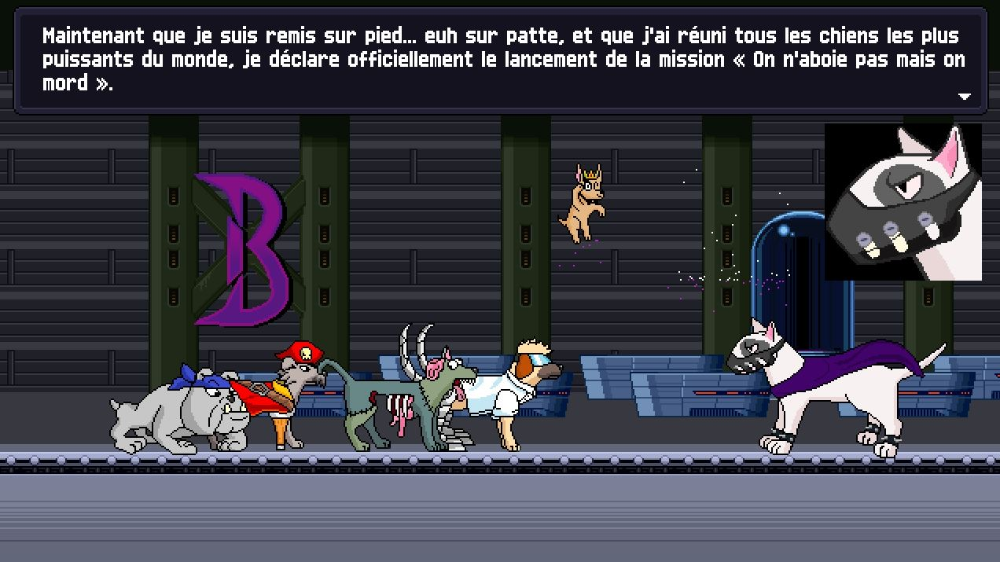 Maintenant que je suis remis sur pied... euh sur patte, et que j'ai réuni tous les chiens les plus
puissants du monde, je déclare officiellement le lancement de la mission « On n'aboie pas mais on
mord ».
B